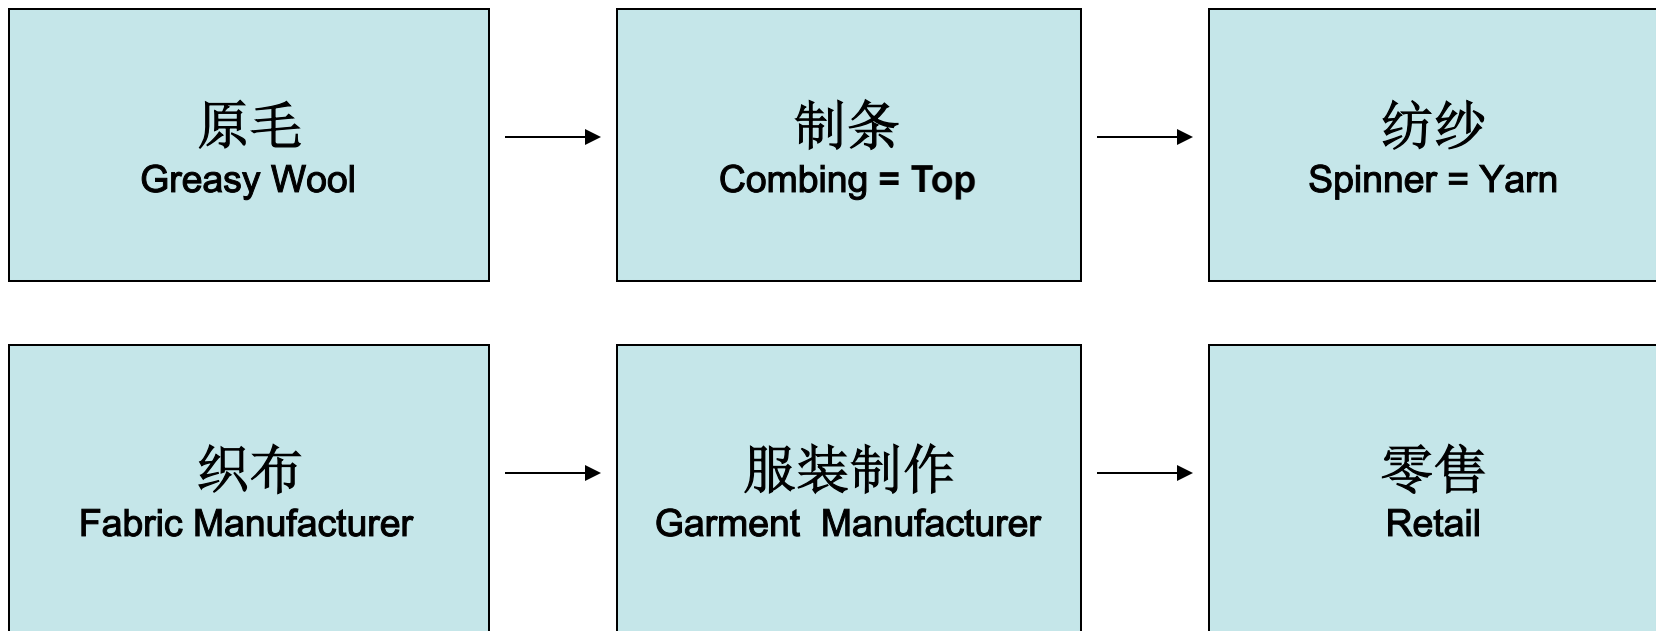 原毛
Greasy Wool
制条
Combing = Top
纺纱
Spinner = Yarn
织布
Fabric Manufacturer
服装制作
Garment  Manufacturer
零售
Retail